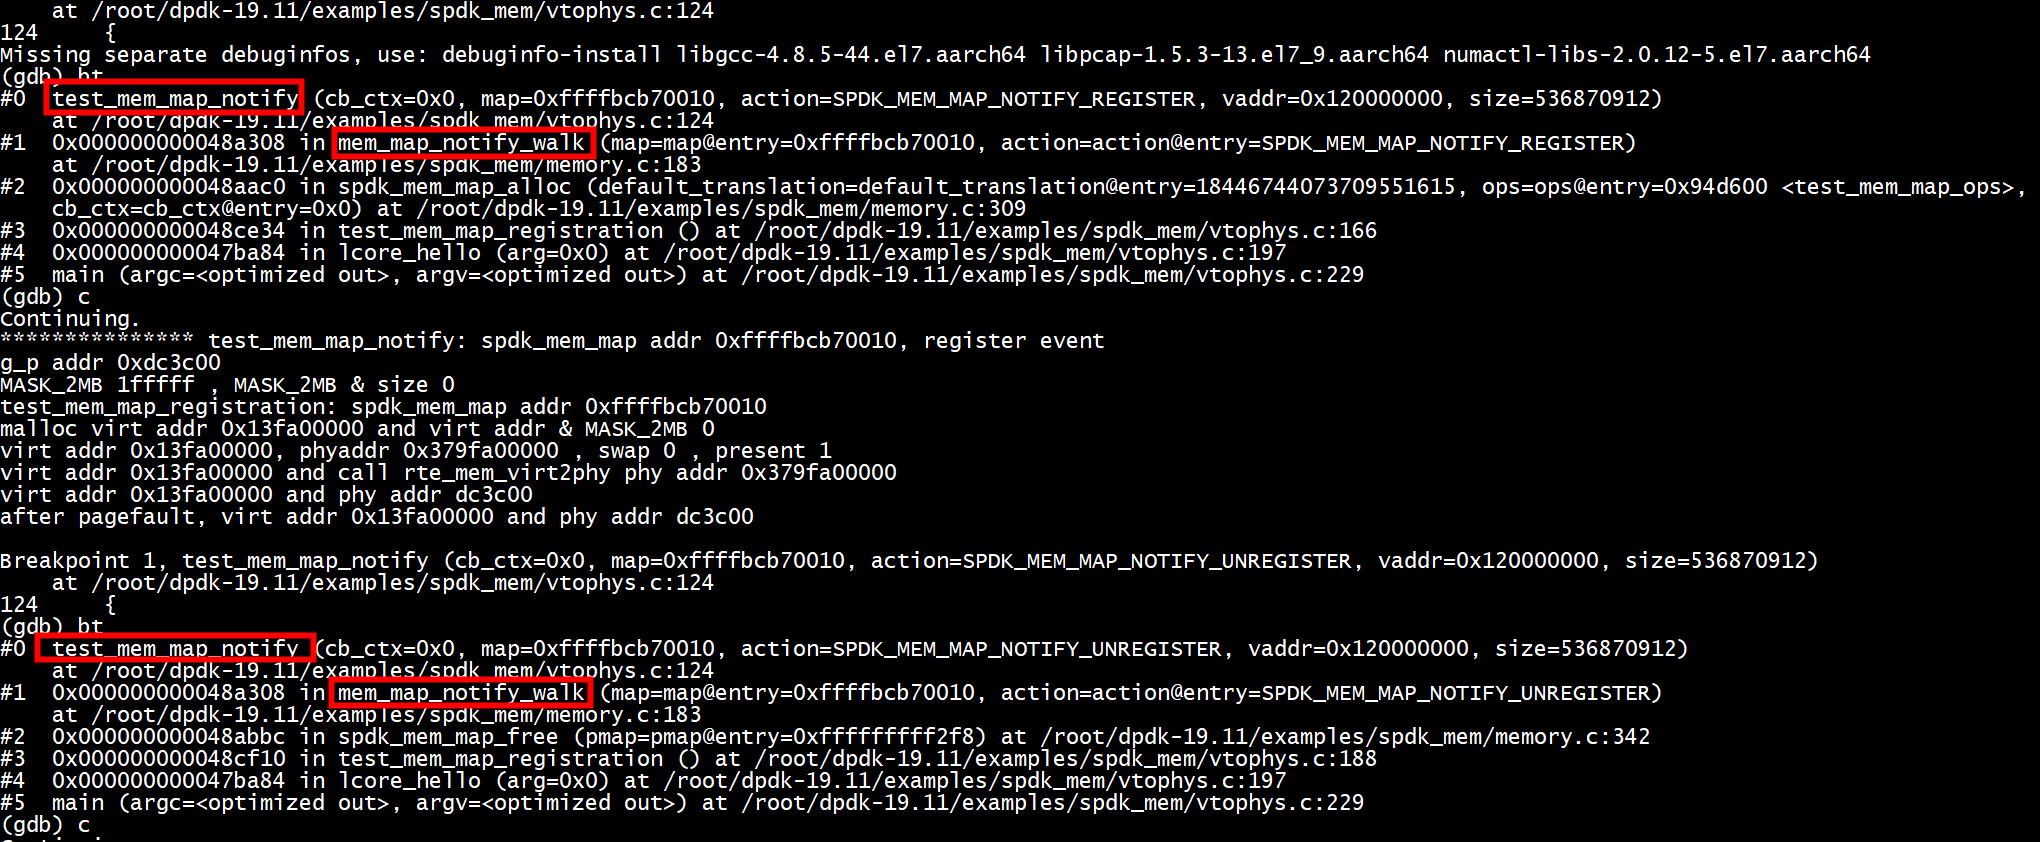 at /root/dpdk-19.11/examples/spdk_mem/vtophys.c:124
124     {
Missing separate debuginfos, use: debuginfo-install libgcc-4.8.5-44.el7.aarch64 libpcap-1.5.3-13.el7_9.aarch64 numactl-libs-2.0.12-5.el7.aarch64
(gdb) bt
#0  test_mem_map_notify (cb_ctx=0x0, map=0xffffbcb70010, action=SPDK_MEM_MAP_NOTIFY_REGISTER, vaddr=0x120000000, size=536870912)
    at /root/dpdk-19.11/examples/spdk_mem/vtophys.c:124
#1  0x000000000048a308 in mem_map_notify_walk (map=map@entry=0xffffbcb70010, action=action@entry=SPDK_MEM_MAP_NOTIFY_REGISTER)
    at /root/dpdk-19.11/examples/spdk_mem/memory.c:183
#2  0x000000000048aac0 in spdk_mem_map_alloc (default_translation=default_translation@entry=18446744073709551615, ops=ops@entry=0x94d600 <test_mem_map_ops>,
    cb_ctx=cb_ctx@entry=0x0) at /root/dpdk-19.11/examples/spdk_mem/memory.c:309
#3  0x000000000048ce34 in test_mem_map_registration () at /root/dpdk-19.11/examples/spdk_mem/vtophys.c:166
#4  0x000000000047ba84 in lcore_hello (arg=0x0) at /root/dpdk-19.11/examples/spdk_mem/vtophys.c:197
#5  main (argc=<optimized out>, argv=<optimized out>) at /root/dpdk-19.11/examples/spdk_mem/vtophys.c:229
(gdb) c
Continuing.
*************** test_mem_map_notify: spdk_mem_map addr 0xffffbcb70010, register event
g_p addr 0xdc3c00
MASK_2MB 1fffff , MASK_2MB & size 0
test_mem_map_registration: spdk_mem_map addr 0xffffbcb70010
malloc virt addr 0x13fa00000 and virt addr & MASK_2MB 0
virt addr 0x13fa00000, phyaddr 0x379fa00000 , swap 0 , present 1
virt addr 0x13fa00000 and call rte_mem_virt2phy phy addr 0x379fa00000
virt addr 0x13fa00000 and phy addr dc3c00
after pagefault, virt addr 0x13fa00000 and phy addr dc3c00
Breakpoint 1, test_mem_map_notify (cb_ctx=0x0, map=0xffffbcb70010, action=SPDK_MEM_MAP_NOTIFY_UNREGISTER, vaddr=0x120000000, size=536870912)
    at /root/dpdk-19.11/examples/spdk_mem/vtophys.c:124
124     {
(gdb) bt
#0  test_mem_map_notify (cb_ctx=0x0, map=0xffffbcb70010, action=SPDK_MEM_MAP_NOTIFY_UNREGISTER, vaddr=0x120000000, size=536870912)
    at /root/dpdk-19.11/examples/spdk_mem/vtophys.c:124
#1  0x000000000048a308 in mem_map_notify_walk (map=map@entry=0xffffbcb70010, action=action@entry=SPDK_MEM_MAP_NOTIFY_UNREGISTER)
    at /root/dpdk-19.11/examples/spdk_mem/memory.c:183
#2  0x000000000048abbc in spdk_mem_map_free (pmap=pmap@entry=0xfffffffff2f8) at /root/dpdk-19.11/examples/spdk_mem/memory.c:342
#3  0x000000000048cf10 in test_mem_map_registration () at /root/dpdk-19.11/examples/spdk_mem/vtophys.c:188
#4  0x000000000047ba84 in lcore_hello (arg=0x0) at /root/dpdk-19.11/examples/spdk_mem/vtophys.c:197
#5  main (argc=<optimized out>, argv=<optimized out>) at /root/dpdk-19.11/examples/spdk_mem/vtophys.c:229
(gdb) c